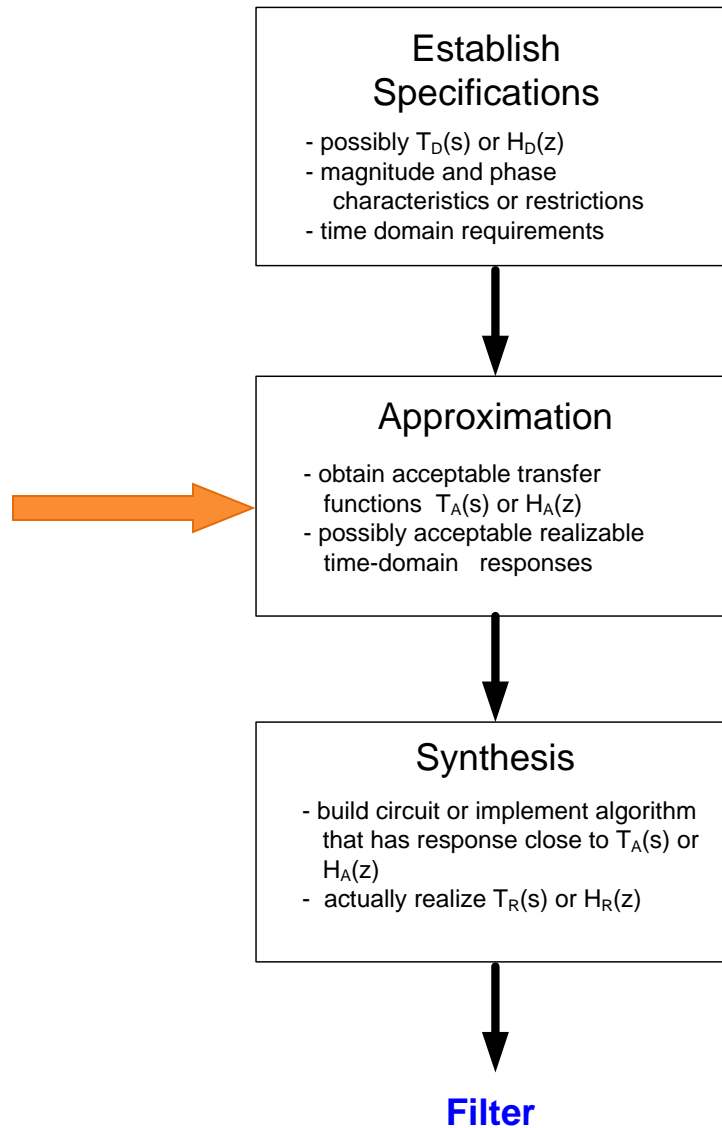 Establish
Specifications
- possibly T_D(s) or H_D(z)
- magnitude and phase
characteristics or restrictions
- time domain requirements
Approximation
- obtain acceptable transfer
functions T_A(s) or H_A(z)
- possibly acceptable realizable
time-domain responses
Synthesis
- build circuit or implement algorithm
that has response close to T_A(s) or
H_A(z)
- actually realize T_R(s) or H_R(z)
Filter